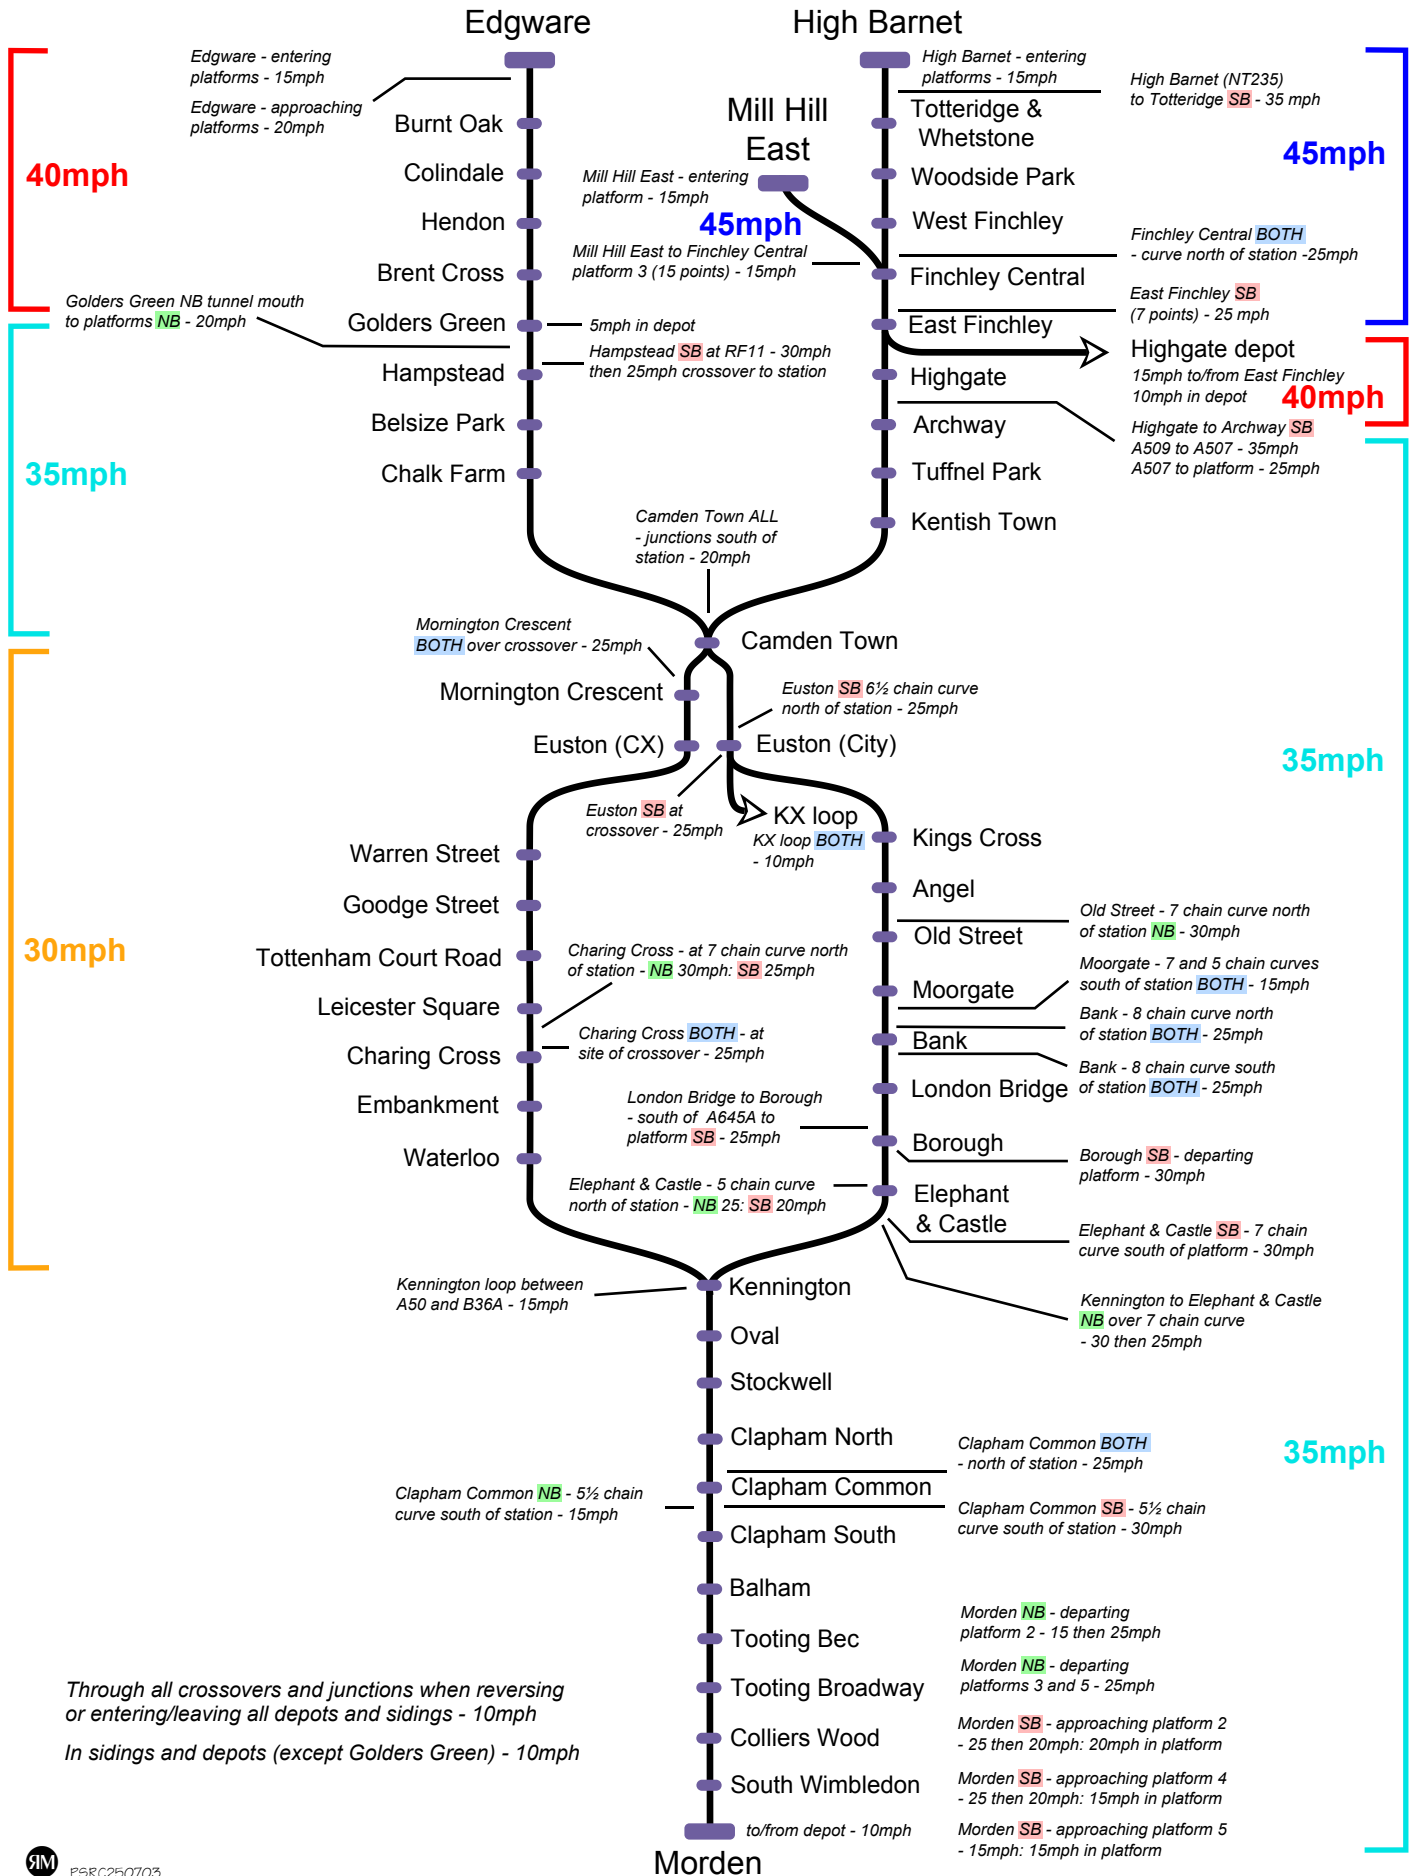 Edgware
High Barnet
Edgware - entering
platforms - 15mph
Edgware - approaching
platforms - 20mph
High Barnet - entering
platforms - 15mph
High Barnet (NT235)
to Totteridge SB - 35 mph
Mill Hill
East
Totteridge &
Whetstone
Burnt Oak
40mph
45mph
Colindale
Mill Hill East - entering
platform - 15mph
Woodside Park
Hendon
45mph
West Finchley
Mill Hill East to Finchley Central
platform 3 (15 points) - 15mph
Finchley Central BOTH
- curve north of station -25mph
Brent Cross
Finchley Central
Golders Green NB tunnel mouth
to platforms NB - 20mph
East Finchley SB
(7 points) - 25 mph
Golders Green
5mph in depot
East Finchley
Hampstead SB at RF11 - 30mph
then 25mph crossover to station
Highgate depot
15mph to/from East Finchley
10mph in depot
40mph
Hampstead
Highgate
Belsize Park
Archway
Highgate to Archway SB
A509 to A507 - 35mph
A507 to platform - 25mph
35mph
Chalk Farm
Tuffnel Park
Kentish Town
Camden Town ALL
- junctions south of
station - 20mph
Mornington Crescent
BOTH over crossover - 25mph
Camden Town
Mornington Crescent
Euston SB 6½ chain curve
north of station - 25mph
Euston (CX)
Euston (City)
35mph
Euston SB at
crossover - 25mph
KX loop
KX loop BOTH
- 10mph
Kings Cross
Warren Street
Angel
Goodge Street
Old Street - 7 chain curve north
of station NB - 30mph
Old Street
30mph
Tottenham Court Road
Charing Cross - at 7 chain curve north
of station - NB 30mph: SB 25mph
Moorgate - 7 and 5 chain curves
south of station BOTH - 15mph
Moorgate
Leicester Square
Bank - 8 chain curve north
of station BOTH - 25mph
Charing Cross BOTH - at
site of crossover - 25mph
Bank
Charing Cross
Bank - 8 chain curve south
of station BOTH - 25mph
London Bridge
Embankment
London Bridge to Borough
- south of A645A to
platform SB - 25mph
Borough
Waterloo
Borough SB - departing
platform - 30mph
Elephant & Castle - 5 chain curve
north of station - NB 25: SB 20mph
Elephant
& Castle
Elephant & Castle SB - 7 chain
curve south of platform - 30mph
Kennington loop between
A50 and B36A - 15mph
Kennington
Kennington to Elephant & Castle
NB over 7 chain curve
- 30 then 25mph
Oval
Stockwell
Clapham North
Clapham Common BOTH
- north of station - 25mph
35mph
Clapham Common
Clapham Common NB - 5½ chain
curve south of station - 15mph
Clapham Common SB - 5½ chain
curve south of station - 30mph
Clapham South
Balham
Morden NB - departing
platform 2 - 15 then 25mph
Tooting Bec
Morden NB - departing
platforms 3 and 5 - 25mph
Through all crossovers and junctions when reversing
or entering/leaving all depots and sidings - 10mph
Tooting Broadway
Morden SB - approaching platform 2
- 25 then 20mph: 20mph in platform
Colliers Wood
In sidings and depots (except Golders Green) - 10mph
Morden SB - approaching platform 4
- 25 then 20mph: 15mph in platform
South Wimbledon
to/from depot - 10mph
Morden SB - approaching platform 5
- 15mph: 15mph in platform
Morden
PSRC250703